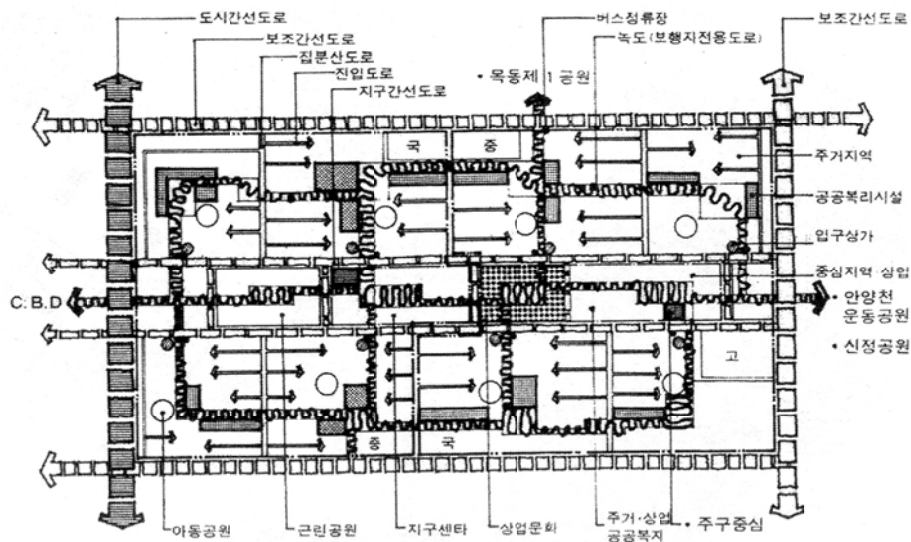 도시간선도로
보조간선도로
집분산도로
진입도로
지구간선도로
버스정류장
녹도(보행자전용도로)
• 목동제 1 공원
보조간선도로
국
중
주거지역
공공복리시설
입구상가
중심지역·상업
C:B.D
• 안양천
운동공원
• 신정공원
고
중
국
아동공원
근린공원
지구센타
상업문화
주거·상업
공공복지
• 주구중심